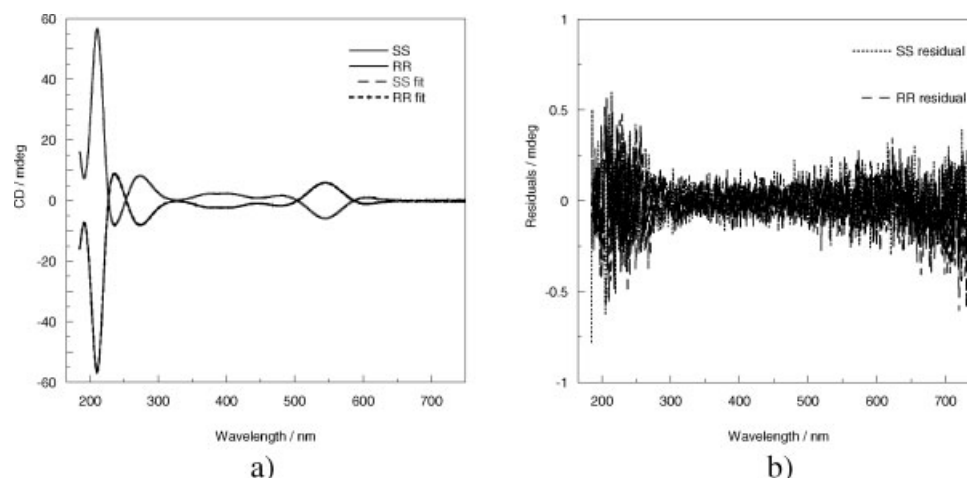 60
40
20
0
-20
-40
-60
CD / mdeg
200 300 400 500 600 700
Wavelength / nm
SS
RR
SS fit
RR fit
a)
1
0.5
0
-0.5
-1
Residuals / mdeg
200 300 400 500 600 700
Wavelength / nm
SS residual
RR residual
b)